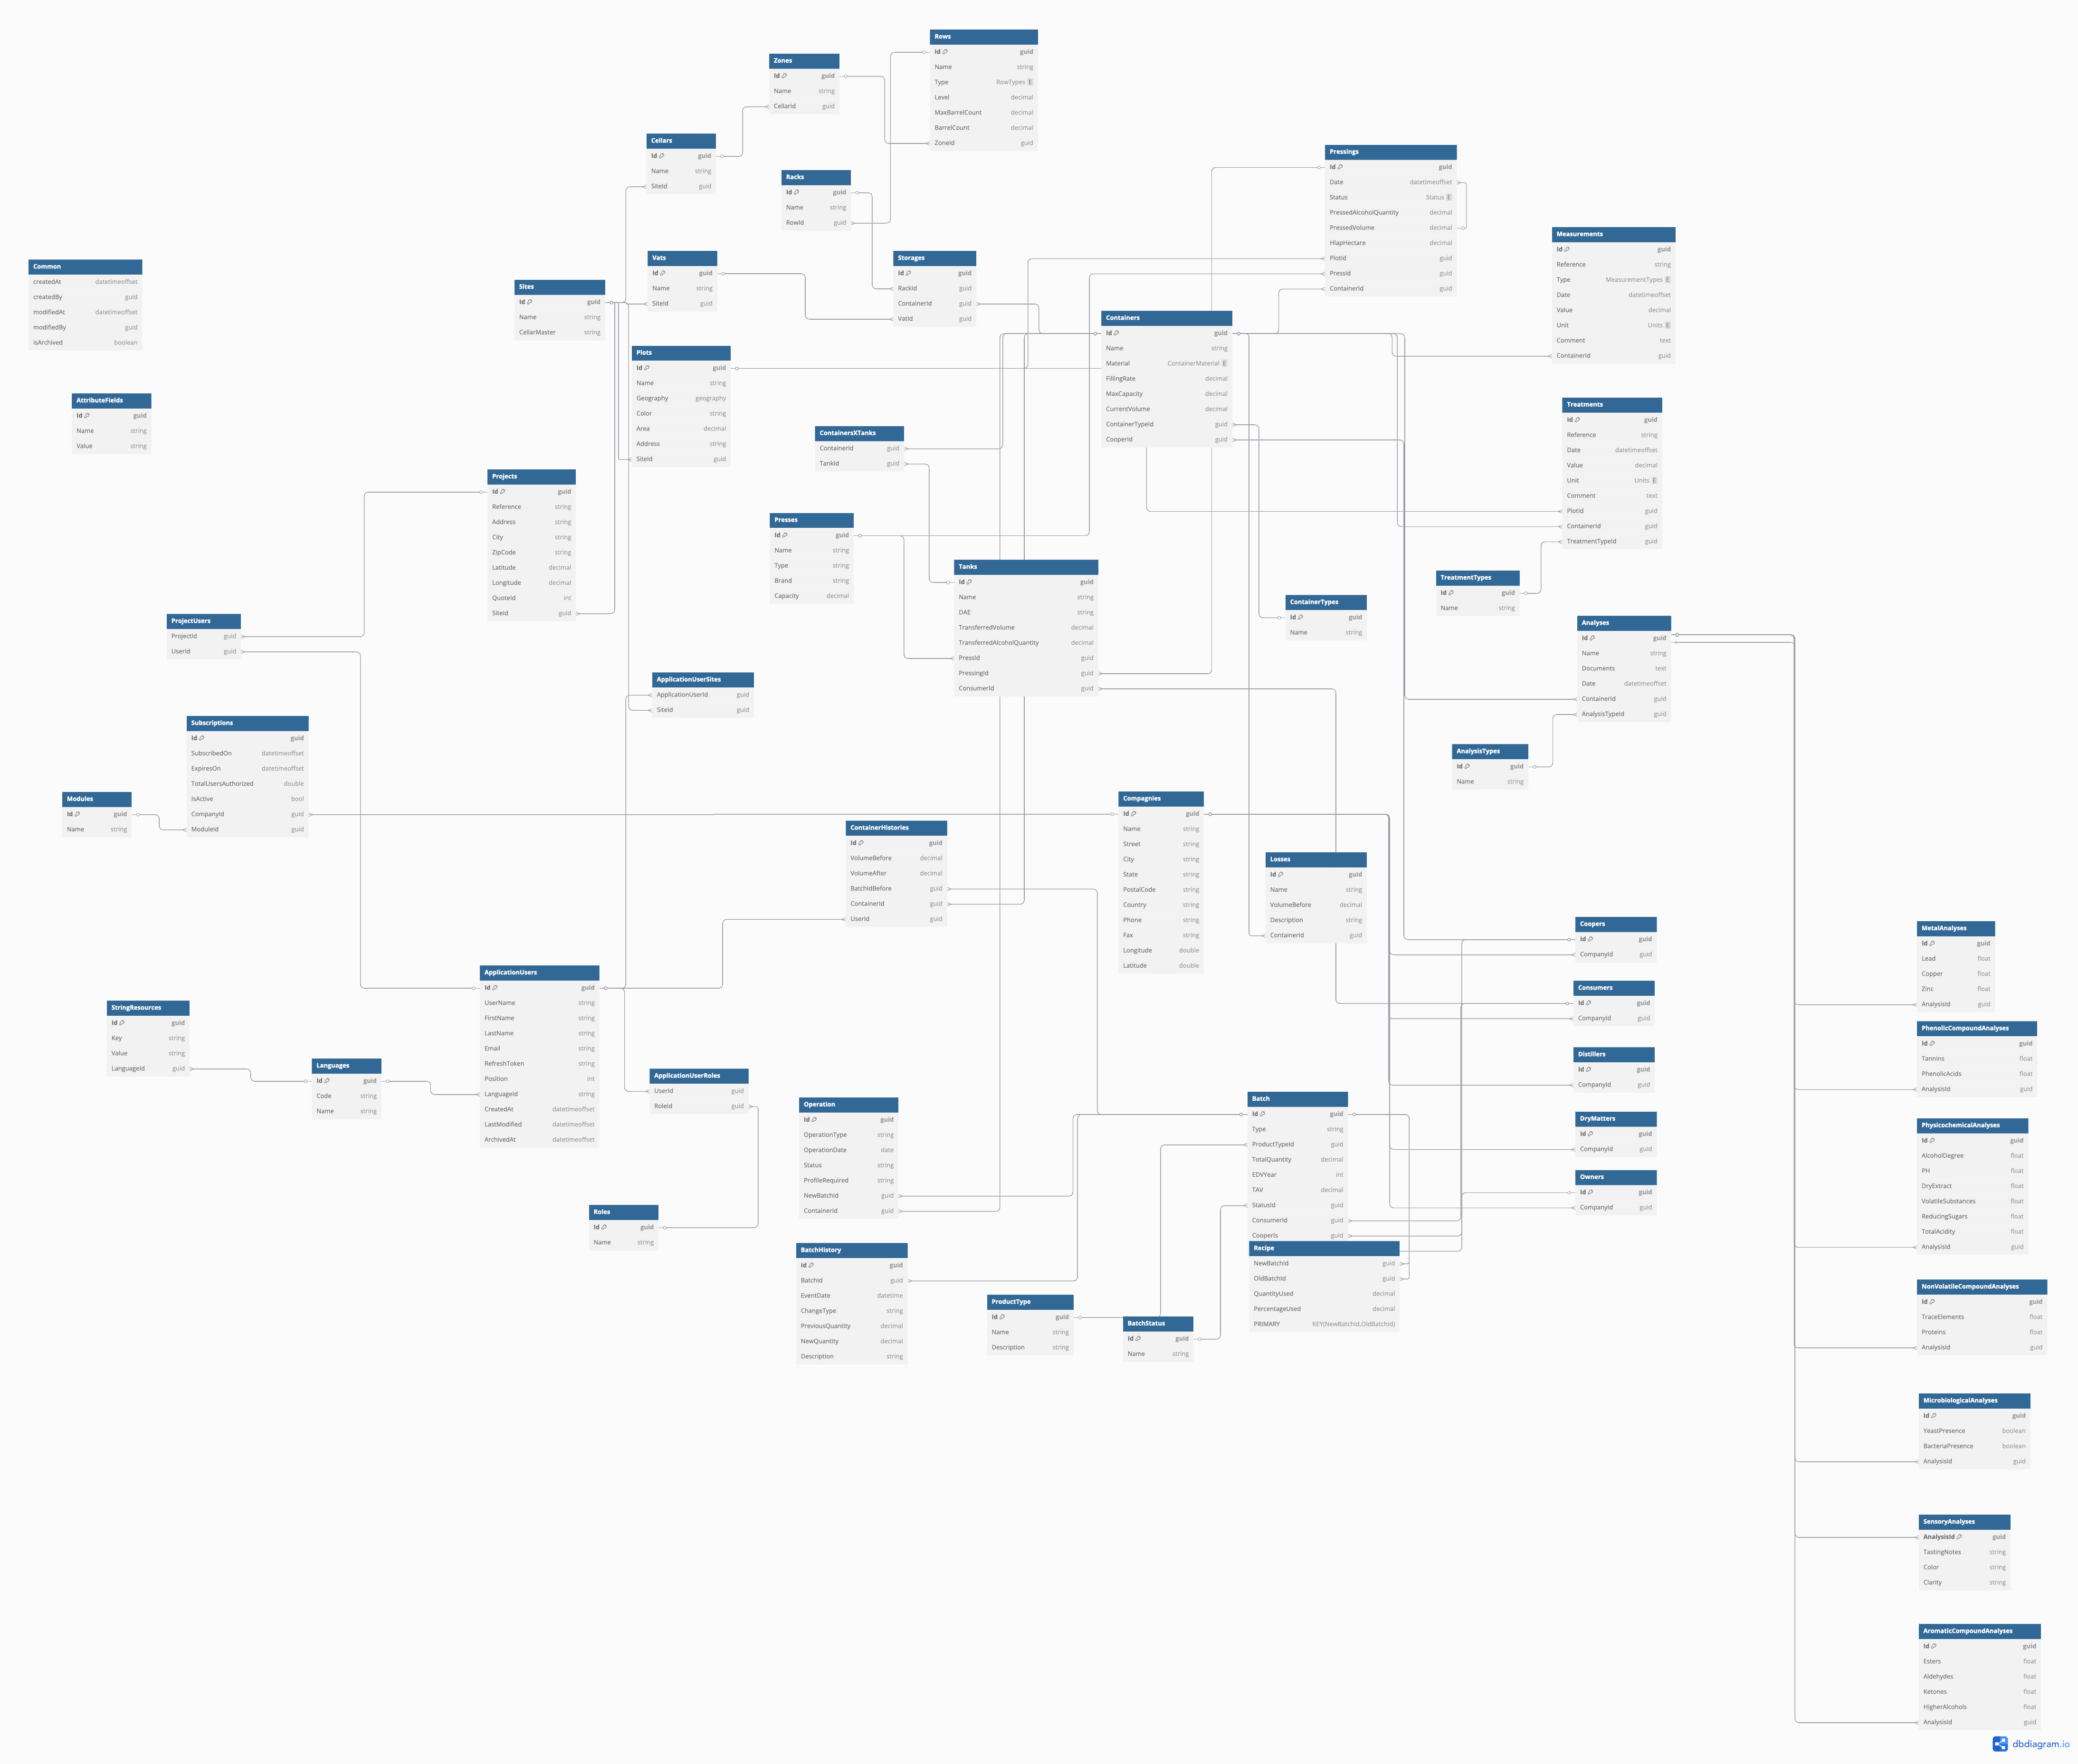 Rows
Id guid
Name string
Type RowTypes E
Level decimal
MaxBarrelCount decimal
BarrelCount decimal
ZoneId guid
Zones
Id guid
Name string
CellarId guid
Cellars
Id guid
Name string
SiteId guid
Racks
Id guid
Name string
RowId guid
Pressings
Id guid
Date datetimeoffset
Status Status E
PressedAlcoholQuantity decimal
PressedVolume decimal
HlapHectare decimal
PlotId guid
PressId guid
ContainerId guid
Measurements
Id guid
Reference string
Type MeasurementTypes E
Date datetimeoffset
Value decimal
Unit Units E
Comment text
ContainerId guid
Common
createdAt datetimeoffset
createdBy guid
modifiedAt datetimeoffset
modifiedBy guid
isArchived boolean
Sites
Id guid
Name string
CellarMaster string
Vats
Id guid
Name string
SiteId guid
Storages
Id guid
RackId guid
ContainerId guid
VatId guid
Containers
Id guid
Name string
Material ContainerMaterial E
FillingRate decimal
MaxCapacity decimal
CurrentVolume decimal
ContainerTypeId guid
CooperId guid
Plots
Id guid
Name string
Geography geography
Color string
Area decimal
Address string
SiteId guid
AttributeFields
Id guid
Name string
Value string
Treatments
Id guid
Reference string
Date datetimeoffset
Value decimal
Unit Units E
Comment text
PlotId guid
ContainerId guid
TreatmentTypeId guid
ContainersXTanks
ContainerId guid
TankId guid
Projects
Id guid
Reference string
Address string
City string
ZipCode string
Latitude decimal
Longitude decimal
QuoteId int
SiteId guid
Presses
Id guid
Name string
Type string
Brand string
Capacity decimal
Tanks
Id guid
Name string
DAE string
TransferredVolume decimal
TransferredAlcoholQuantity decimal
PressId guid
PressingId guid
ConsumerId guid
TreatmentTypes
Id guid
Name string
ContainerTypes
Id guid
Name string
ProjectUsers
ProjectId guid
UserId guid
Analyses
Id guid
Name string
Documents text
Date datetimeoffset
ContainerId guid
AnalysisTypeId guid
ApplicationUserSites
ApplicationUserId guid
SiteId guid
Subscriptions
Id guid
SubscribedOn datetimeoffset
ExpiresOn datetimeoffset
TotalUsersAuthorized double
IsActive bool
CompanyId guid
ModuleId guid
AnalysisTypes
Id guid
Name string
Modules
Id guid
Name string
Compagnies
Id guid
Name string
Street string
City string
State string
PostalCode string
Country string
Phone string
Fax string
Longitude double
Latitude double
ContainerHistories
Id guid
VolumeBefore decimal
VolumeAfter decimal
BatchIdBefore guid
ContainerId guid
UserId guid
Losses
Id guid
Name string
VolumeBefore decimal
Description string
ContainerId guid
Coopers
Id guid
CompanyId guid
Consumers
Id guid
CompanyId guid
Distillers
Id guid
CompanyId guid
DryMatters
Id guid
CompanyId guid
Owners
Id guid
CompanyId guid
MetalAnalyses
Id guid
Lead float
Copper float
Zinc float
AnalysisId guid
PhenolicCompoundAnalyses
Id guid
Tannins float
PhenolicAcids float
AnalysisId guid
PhysicochemicalAnalyses
Id guid
AlcoholDegree float
PH float
DryExtract float
VolatileSubstances float
ReducingSugars float
TotalAcidity float
AnalysisId guid
ApplicationUsers
Id guid
UserName string
FirstName string
LastName string
Email string
RefreshToken string
Position int
LanguageId string
CreatedAt datetimeoffset
LastModified datetimeoffset
ArchivedAt datetimeoffset
StringResources
Id guid
Key string
Value string
LanguageId guid
Languages
Id guid
Code string
Name string
ApplicationUserRoles
UserId guid
RoleId guid
Operation
Id guid
OperationType string
OperationDate date
Status string
ProfileRequired string
NewBatchId guid
ContainerId guid
Batch
Id guid
Type string
ProductTypeId guid
TotalQuantity decimal
EDVYear int
TAV decimal
StatusId guid
ConsumerId guid
CooperIs guid
Recipe
NewBatchId guid
OldBatchId guid
QuantityUsed decimal
PercentageUsed decimal
PRIMARY KEY(NewBatchId,OldBatchId)
Roles
Id guid
Name string
BatchHistory
Id guid
BatchId guid
EventDate datetime
ChangeType string
PreviousQuantity decimal
NewQuantity decimal
Description string
ProductType
Id guid
Name string
Description string
BatchStatus
Id guid
Name string
NonVolatileCompoundAnalyses
Id guid
TraceElements float
Proteins float
AnalysisId guid
MicrobiologicalAnalyses
Id guid
YeastPresence boolean
BacteriaPresence boolean
AnalysisId guid
SensoryAnalyses
AnalysisId guid
TastingNotes string
Color string
Clarity string
AromaticCompoundAnalyses
Id guid
Esters float
Aldehydes float
Ketones float
HigherAlcohols float
AnalysisId guid
dbdiagram.io